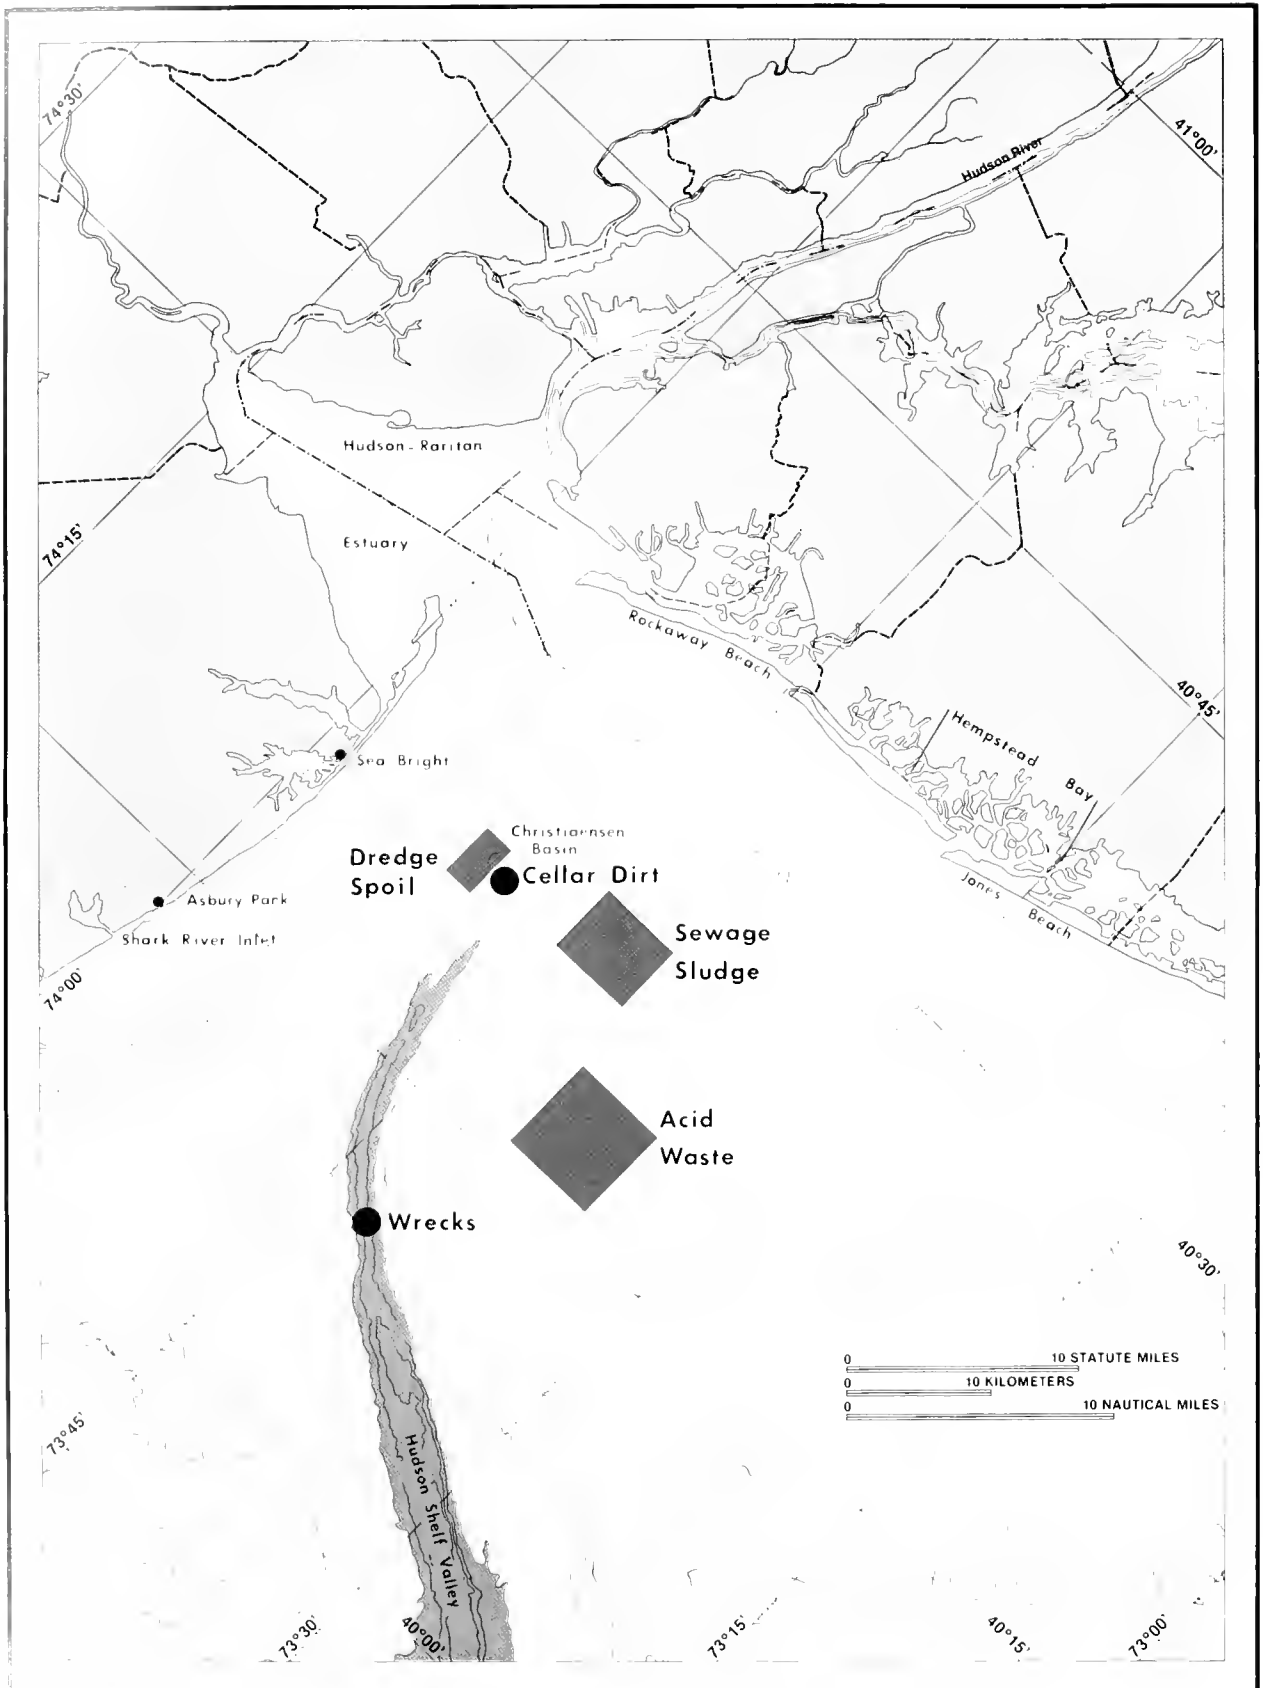 74°30'
41°00'
Hudson River
Hudson-Raritan
Estuary
74°15'
Rockaway Beach
40°45'
Hempstead Bay
Sea Bright
Christiaensen
Basin
Dredge
Spoil
Cellar Dirt
Jones Beach
Asbury Park
Shark River Inlet
Sewage
Sludge
74°00'
Acid
Waste
Wrecks
40°30'
0 10 STATUTE MILES
0 10 KILOMETERS
0 10 NAUTICAL MILES
73°45'
Hudson Shelf Valley
73°30'
40°00'
73°15'
40°15'
73°00'